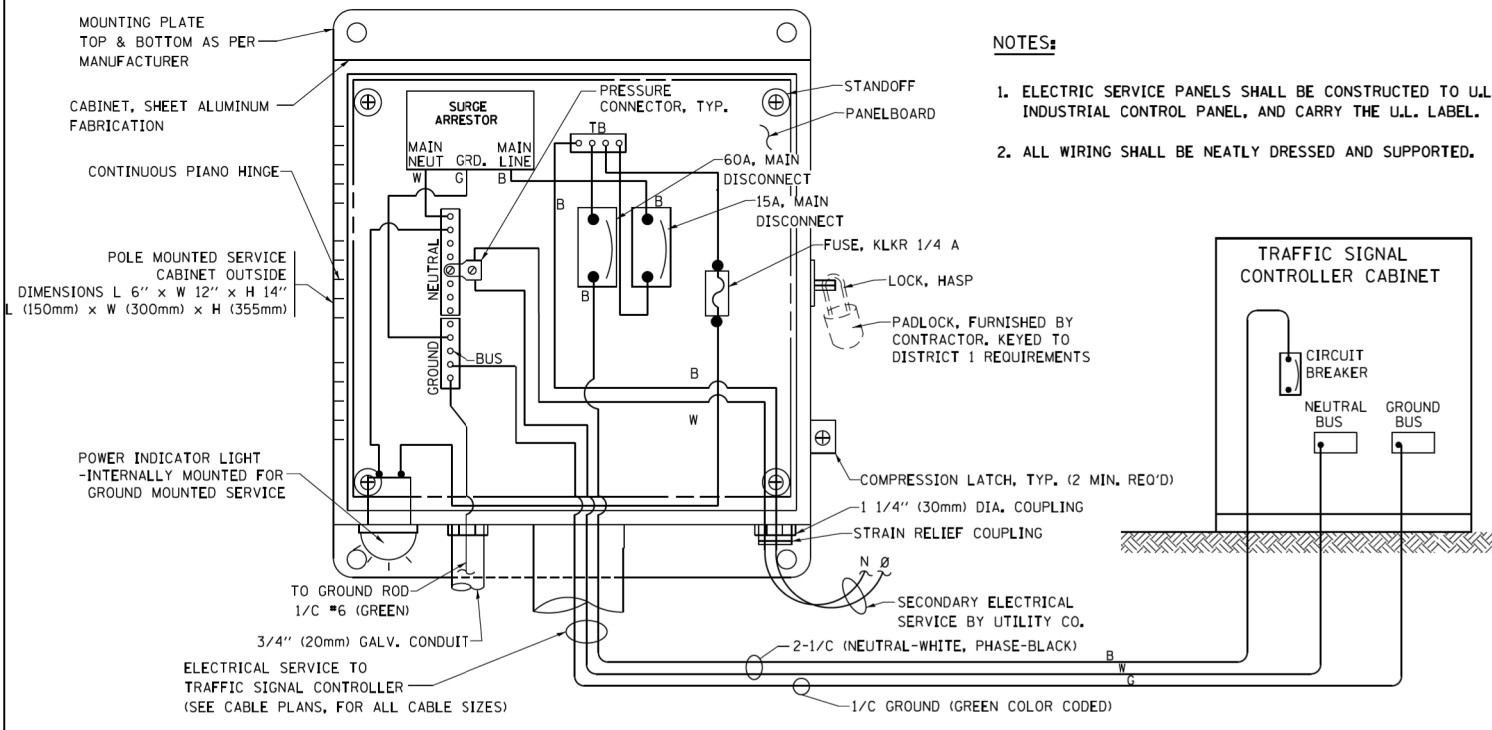 MOUNTING PLATE
TOP & BOTTOM AS PER
MANUFACTURER
CABINET, SHEET ALUMINUM
FABRICATION
CONTINUOUS PIANO HINGE
POLE MOUNTED SERVICE
CABINET OUTSIDE
DIMENSIONS L 6" x W 12" x H 14"
L (150mm) x W (300mm) x H (355mm)
POWER INDICATOR LIGHT
-INTERNALLY MOUNTED FOR
GROUND MOUNTED SERVICE
SURGE
ARRESTOR
MAIN
NEUT
GRD.
MAIN
LINE
W
G
B
PRESSURE
CONNECTOR, TYP.
TB
NEUTRAL
GROUND
BUS
B
B
B
B
W
STANDOFF
PANELBOARD
60A, MAIN
DISCONNECT
15A, MAIN
DISCONNECT
FUSE, KLKR 1/4 A
LOCK, HASP
PADLOCK, FURNISHED BY
CONTRACTOR. KEYED TO
DISTRICT 1 REQUIREMENTS
COMPRESSION LATCH, TYP. (2 MIN. REQ'D)
1 1/4" (30mm) DIA. COUPLING
STRAIN RELIEF COUPLING
N Ø
SECONDARY ELECTRICAL
SERVICE BY UTILITY CO.
TO GROUND ROD
1/C #6 (GREEN)
3/4" (20mm) GALV. CONDUIT
ELECTRICAL SERVICE TO
TRAFFIC SIGNAL CONTROLLER
(SEE CABLE PLANS, FOR ALL CABLE SIZES)
2-1/C (NEUTRAL-WHITE, PHASE-BLACK)
B
W
G
1/C GROUND (GREEN COLOR CODED)
NOTES:
1. ELECTRIC SERVICE PANELS SHALL BE CONSTRUCTED TO U.L
INDUSTRIAL CONTROL PANEL, AND CARRY THE U.L. LABEL.
2. ALL WIRING SHALL BE NEATLY DRESSED AND SUPPORTED.
TRAFFIC SIGNAL
CONTROLLER CABINET
CIRCUIT
BREAKER
NEUTRAL
BUS
GROUND
BUS